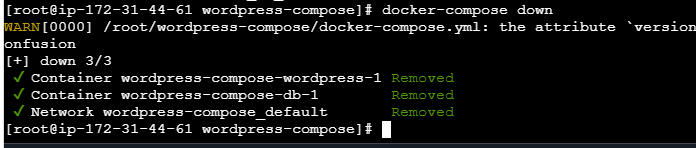 [root@ip-172-31-44-61 wordpress-compose]# docker-compose down
WARN[0000] /root/wordpress-compose/docker-compose.yml: the attribute `version
onfusion
[+] down 3/3
✓ Container wordpress-compose-wordpress-1 Removed
✓ Container wordpress-compose-db-1 Removed
✓ Network wordpress-compose_default Removed
[root@ip-172-31-44-61 wordpress-compose]#